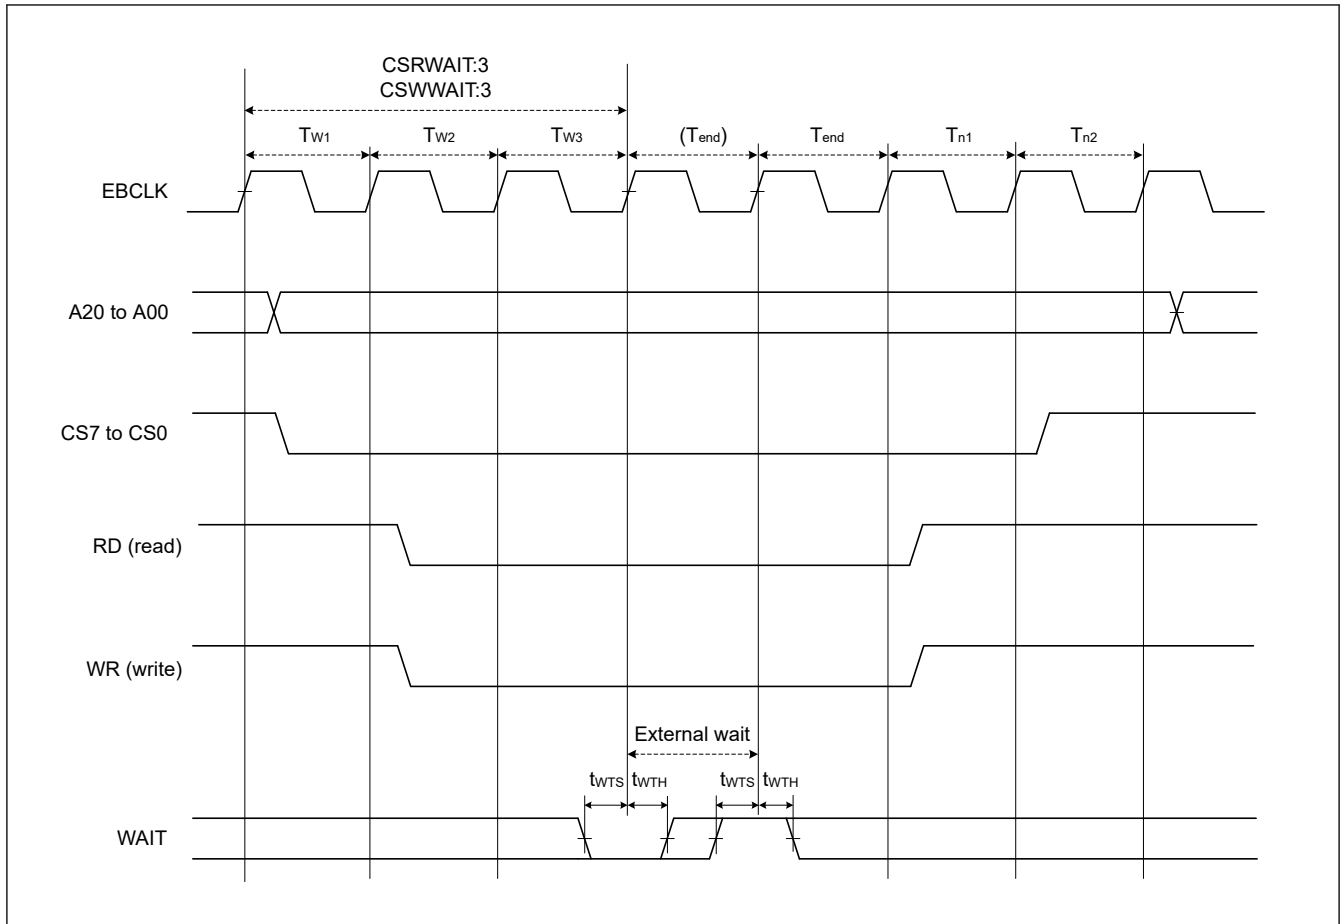 CSRWAIT:3
CSWWAIT:3
TW1 TW2 TW3 (Tend) Tend Tn1 Tn2
EBCLK
A20 to A00
CS7 to CS0
RD (read)
WR (write)
External wait
tWTS tWTH tWTS tWTH
WAIT